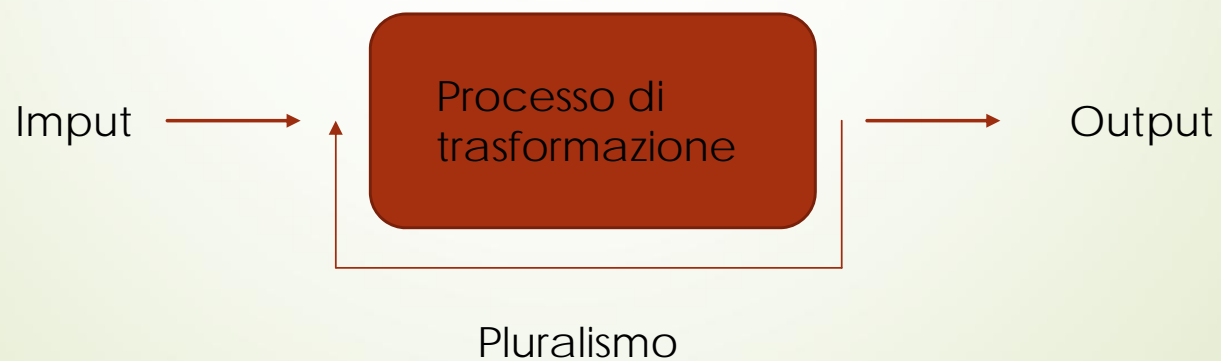 Imput
Processo di
trasformazione
Output
Pluralismo